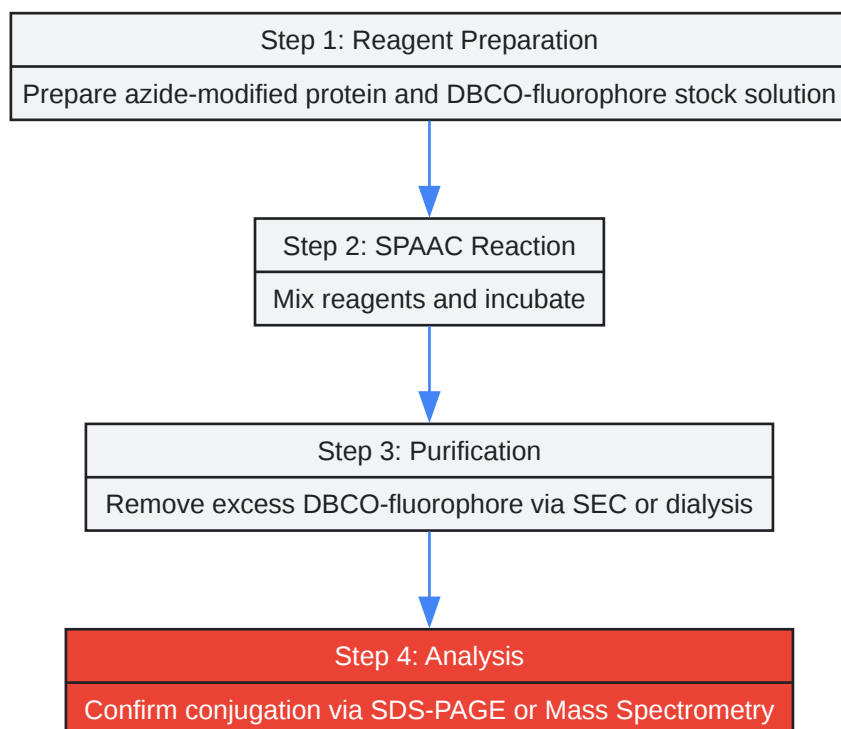 Step 1: Reagent Preparation
Prepare azide-modified protein and DBCO-fluorophore stock solution
Step 2: SPAAC Reaction
Mix reagents and incubate
Step 3: Purification
Remove excess DBCO-fluorophore via SEC or dialysis
Step 4: Analysis
Confirm conjugation via SDS-PAGE or Mass Spectrometry